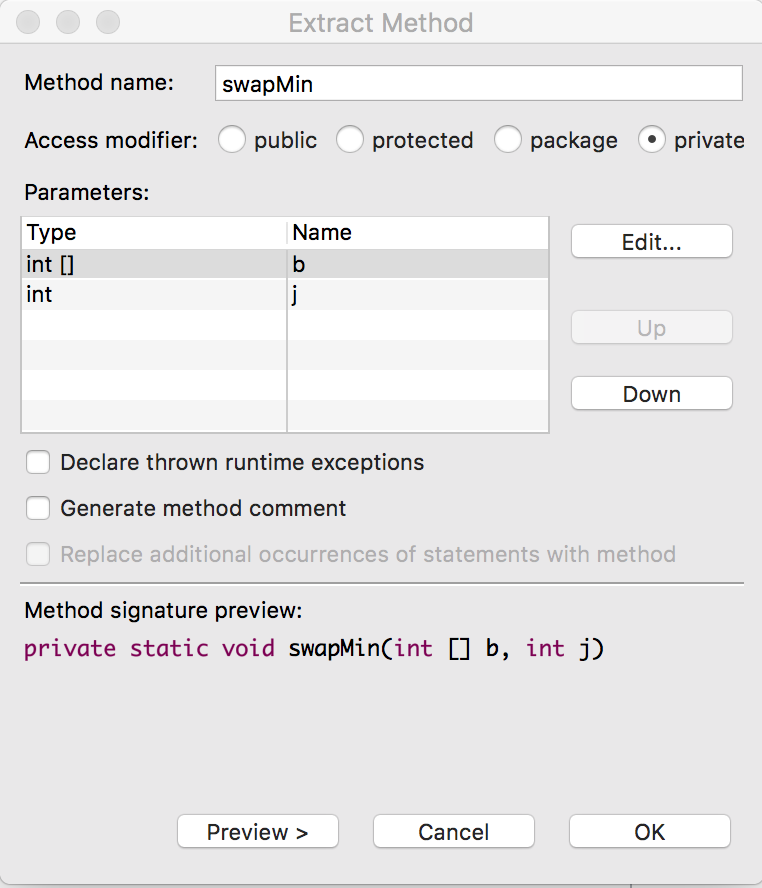 Extract Method
Method name: swapMin
Access modifier: public protected package private
Parameters:
Type Name
int [] b
int j
Edit...
Up
Down
Declare thrown runtime exceptions
Generate method comment
Replace additional occurrences of statements with method
Method signature preview:
private static void swapMin(int [] b, int j)
Preview > Cancel OK